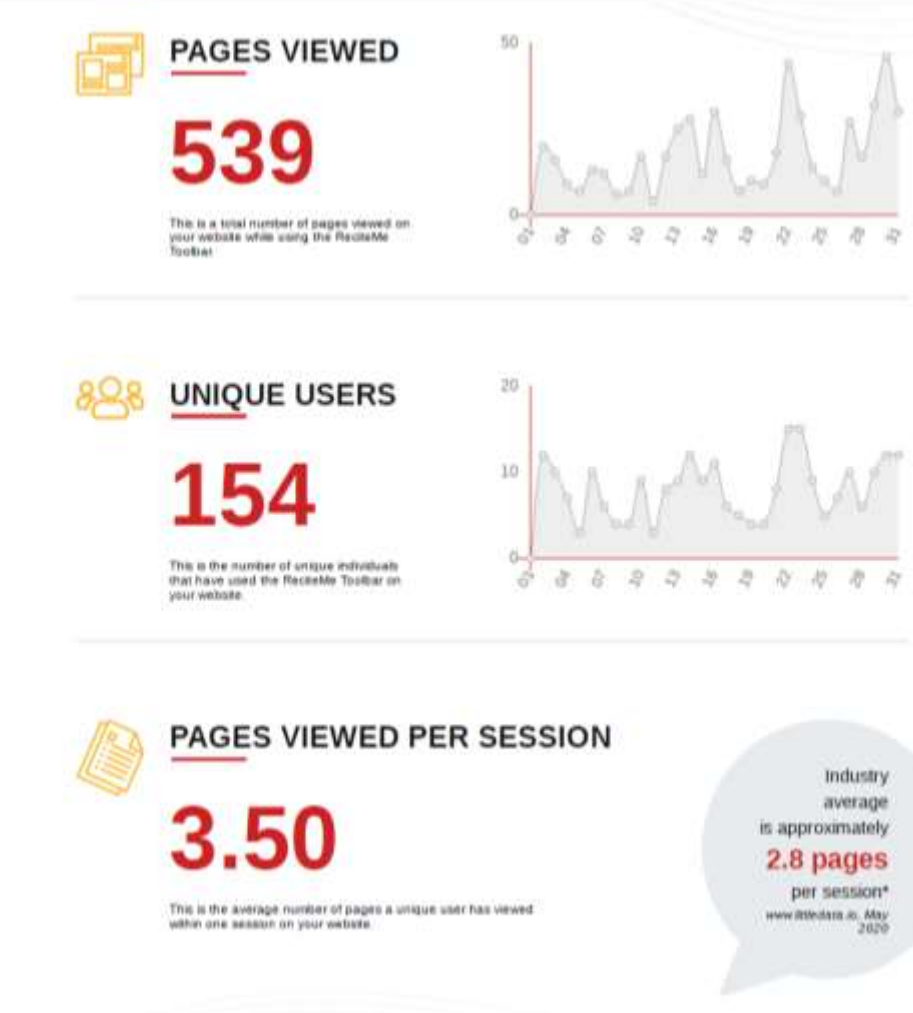 PAGES VIEWED
539
This is a total number of pages viewed on
your website while using the ReciteMe
Toolbar
50
0
01 04 07 10 13 16 19 22 25 28 31
UNIQUE USERS
154
This is the number of unique individuals
that have used the ReciteMe Toolbar on
your website.
20
10
0
01 04 07 10 13 16 19 22 25 28 31
PAGES VIEWED PER SESSION
3.50
This is the average number of pages a unique user has viewed
within one session on your website.
Industry
average
is approximately
2.8 pages
per session*
www.littledata.io, May
2020